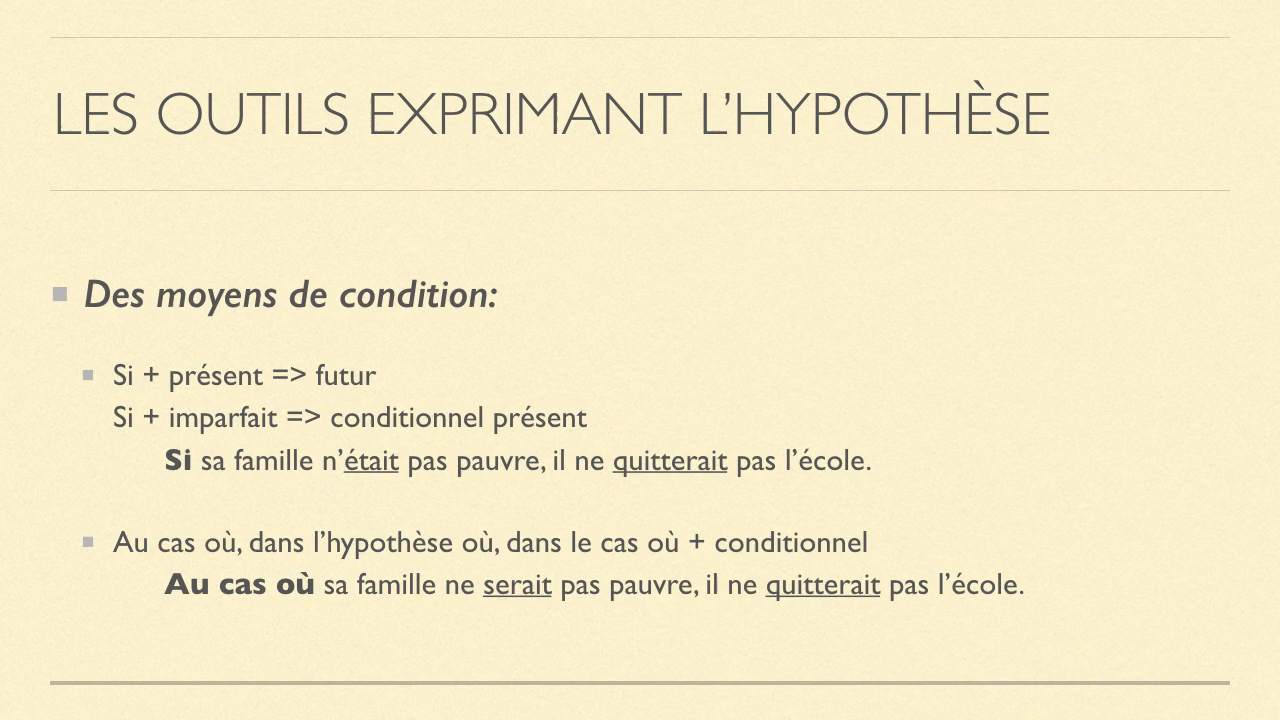 LES OUTILS EXPRIMANT L’HYPOTHÈSE
Des moyens de condition:
Si + présent => futur
Si + imparfait => conditionnel présent
Si sa famille n’était pas pauvre, il ne quitterait pas l’école.
Au cas où, dans l’hypothèse où, dans le cas où + conditionnel
Au cas où sa famille ne serait pas pauvre, il ne quitterait pas l’école.